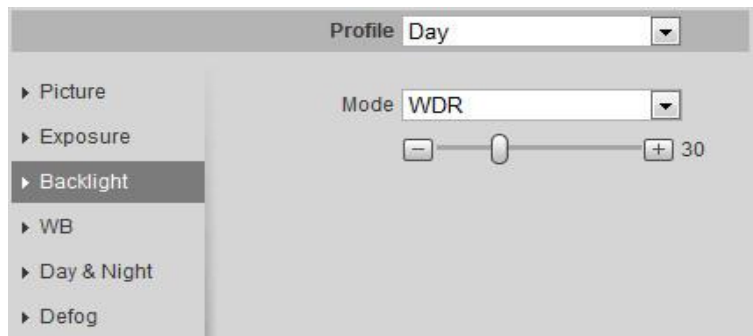 Profile Day
Picture
Exposure
Backlight
WB
Day & Night
Defog
Mode WDR
30